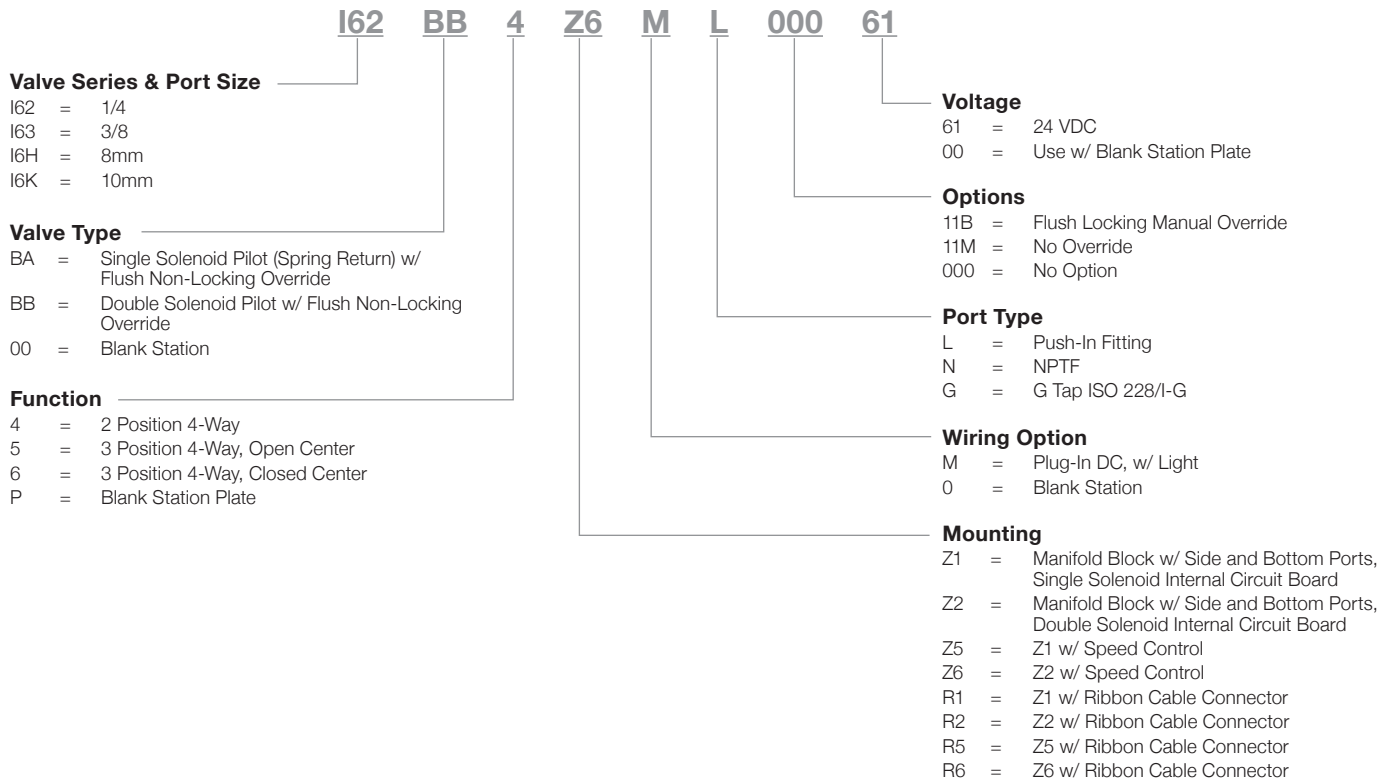 I62 BB 4 Z6 M L 000 61
Valve Series & Port Size
I62 = 1/4
I63 = 3/8
I6H = 8mm
I6K = 10mm
Valve Type
BA = Single Solenoid Pilot (Spring Return) w/
Flush Non-Locking Override
BB = Double Solenoid Pilot w/ Flush Non-Locking
Override
00 = Blank Station
Function
4 = 2 Position 4-Way
5 = 3 Position 4-Way, Open Center
6 = 3 Position 4-Way, Closed Center
P = Blank Station Plate
Voltage
61 = 24 VDC
00 = Use w/ Blank Station Plate
Options
11B = Flush Locking Manual Override
11M = No Override
000 = No Option
Port Type
L = Push-In Fitting
N = NPTF
G = G Tap ISO 228/I-G
Wiring Option
M = Plug-In DC, w/ Light
0 = Blank Station
Mounting
Z1 = Manifold Block w/ Side and Bottom Ports,
Single Solenoid Internal Circuit Board
Z2 = Manifold Block w/ Side and Bottom Ports,
Double Solenoid Internal Circuit Board
Z5 = Z1 w/ Speed Control
Z6 = Z2 w/ Speed Control
R1 = Z1 w/ Ribbon Cable Connector
R2 = Z2 w/ Ribbon Cable Connector
R5 = Z5 w/ Ribbon Cable Connector
R6 = Z6 w/ Ribbon Cable Connector